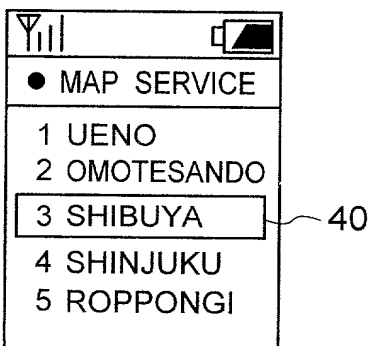 ● MAP SERVICE
1 UENO
2 OMOTESANDO
3 SHIBUYA
40
4 SHINJUKU
5 ROPPONGI